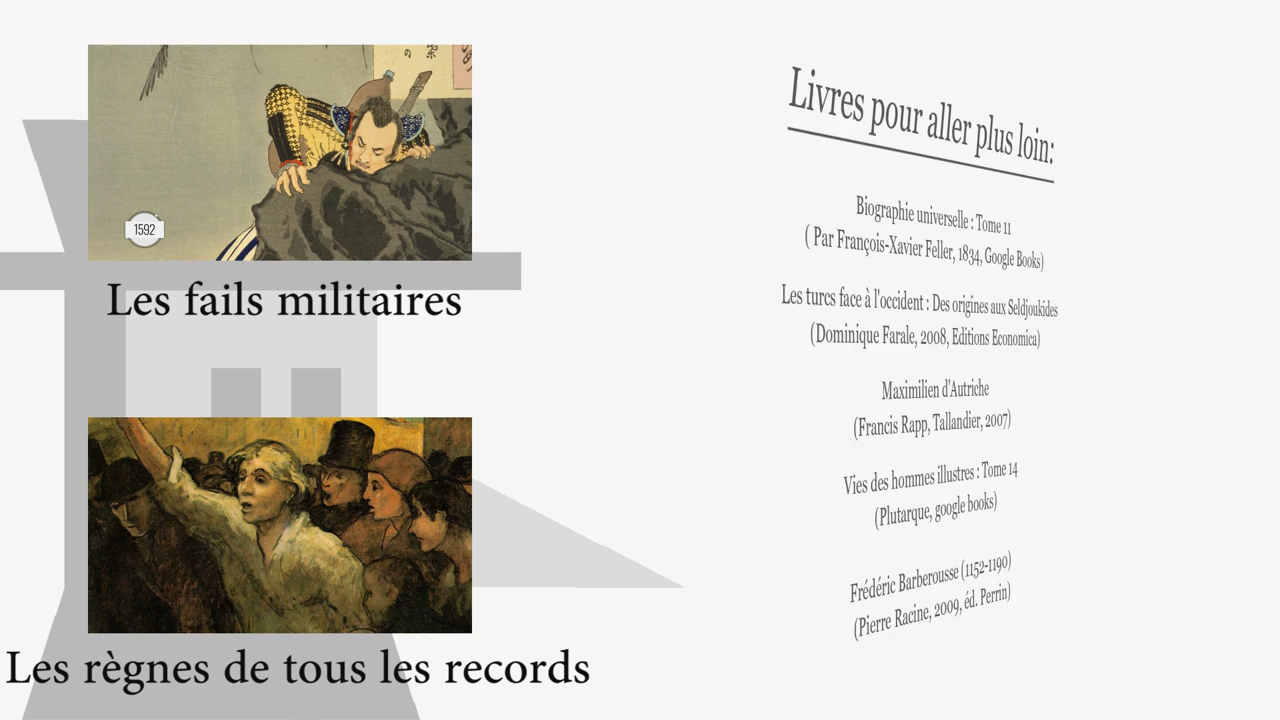 1592
Les fails militaires
Les règnes de tous les records
Livres pour aller plus loin:
Biographie universelle : Tome 11
( Par François-Xavier Feller, 1834, Google Books)
Les turcs face à l'occident : Des origines aux Seldjoukides
(Dominique Farale, 2008, Editions Economica)
Maximilien d'Autriche
(Francis Rapp, Tallandier, 2007)
Vies des hommes illustres : Tome 14
(Plutarque, google books)
Frédéric Barberousse (1152-1190)
(Pierre Racine, 2009, éd. Perrin)